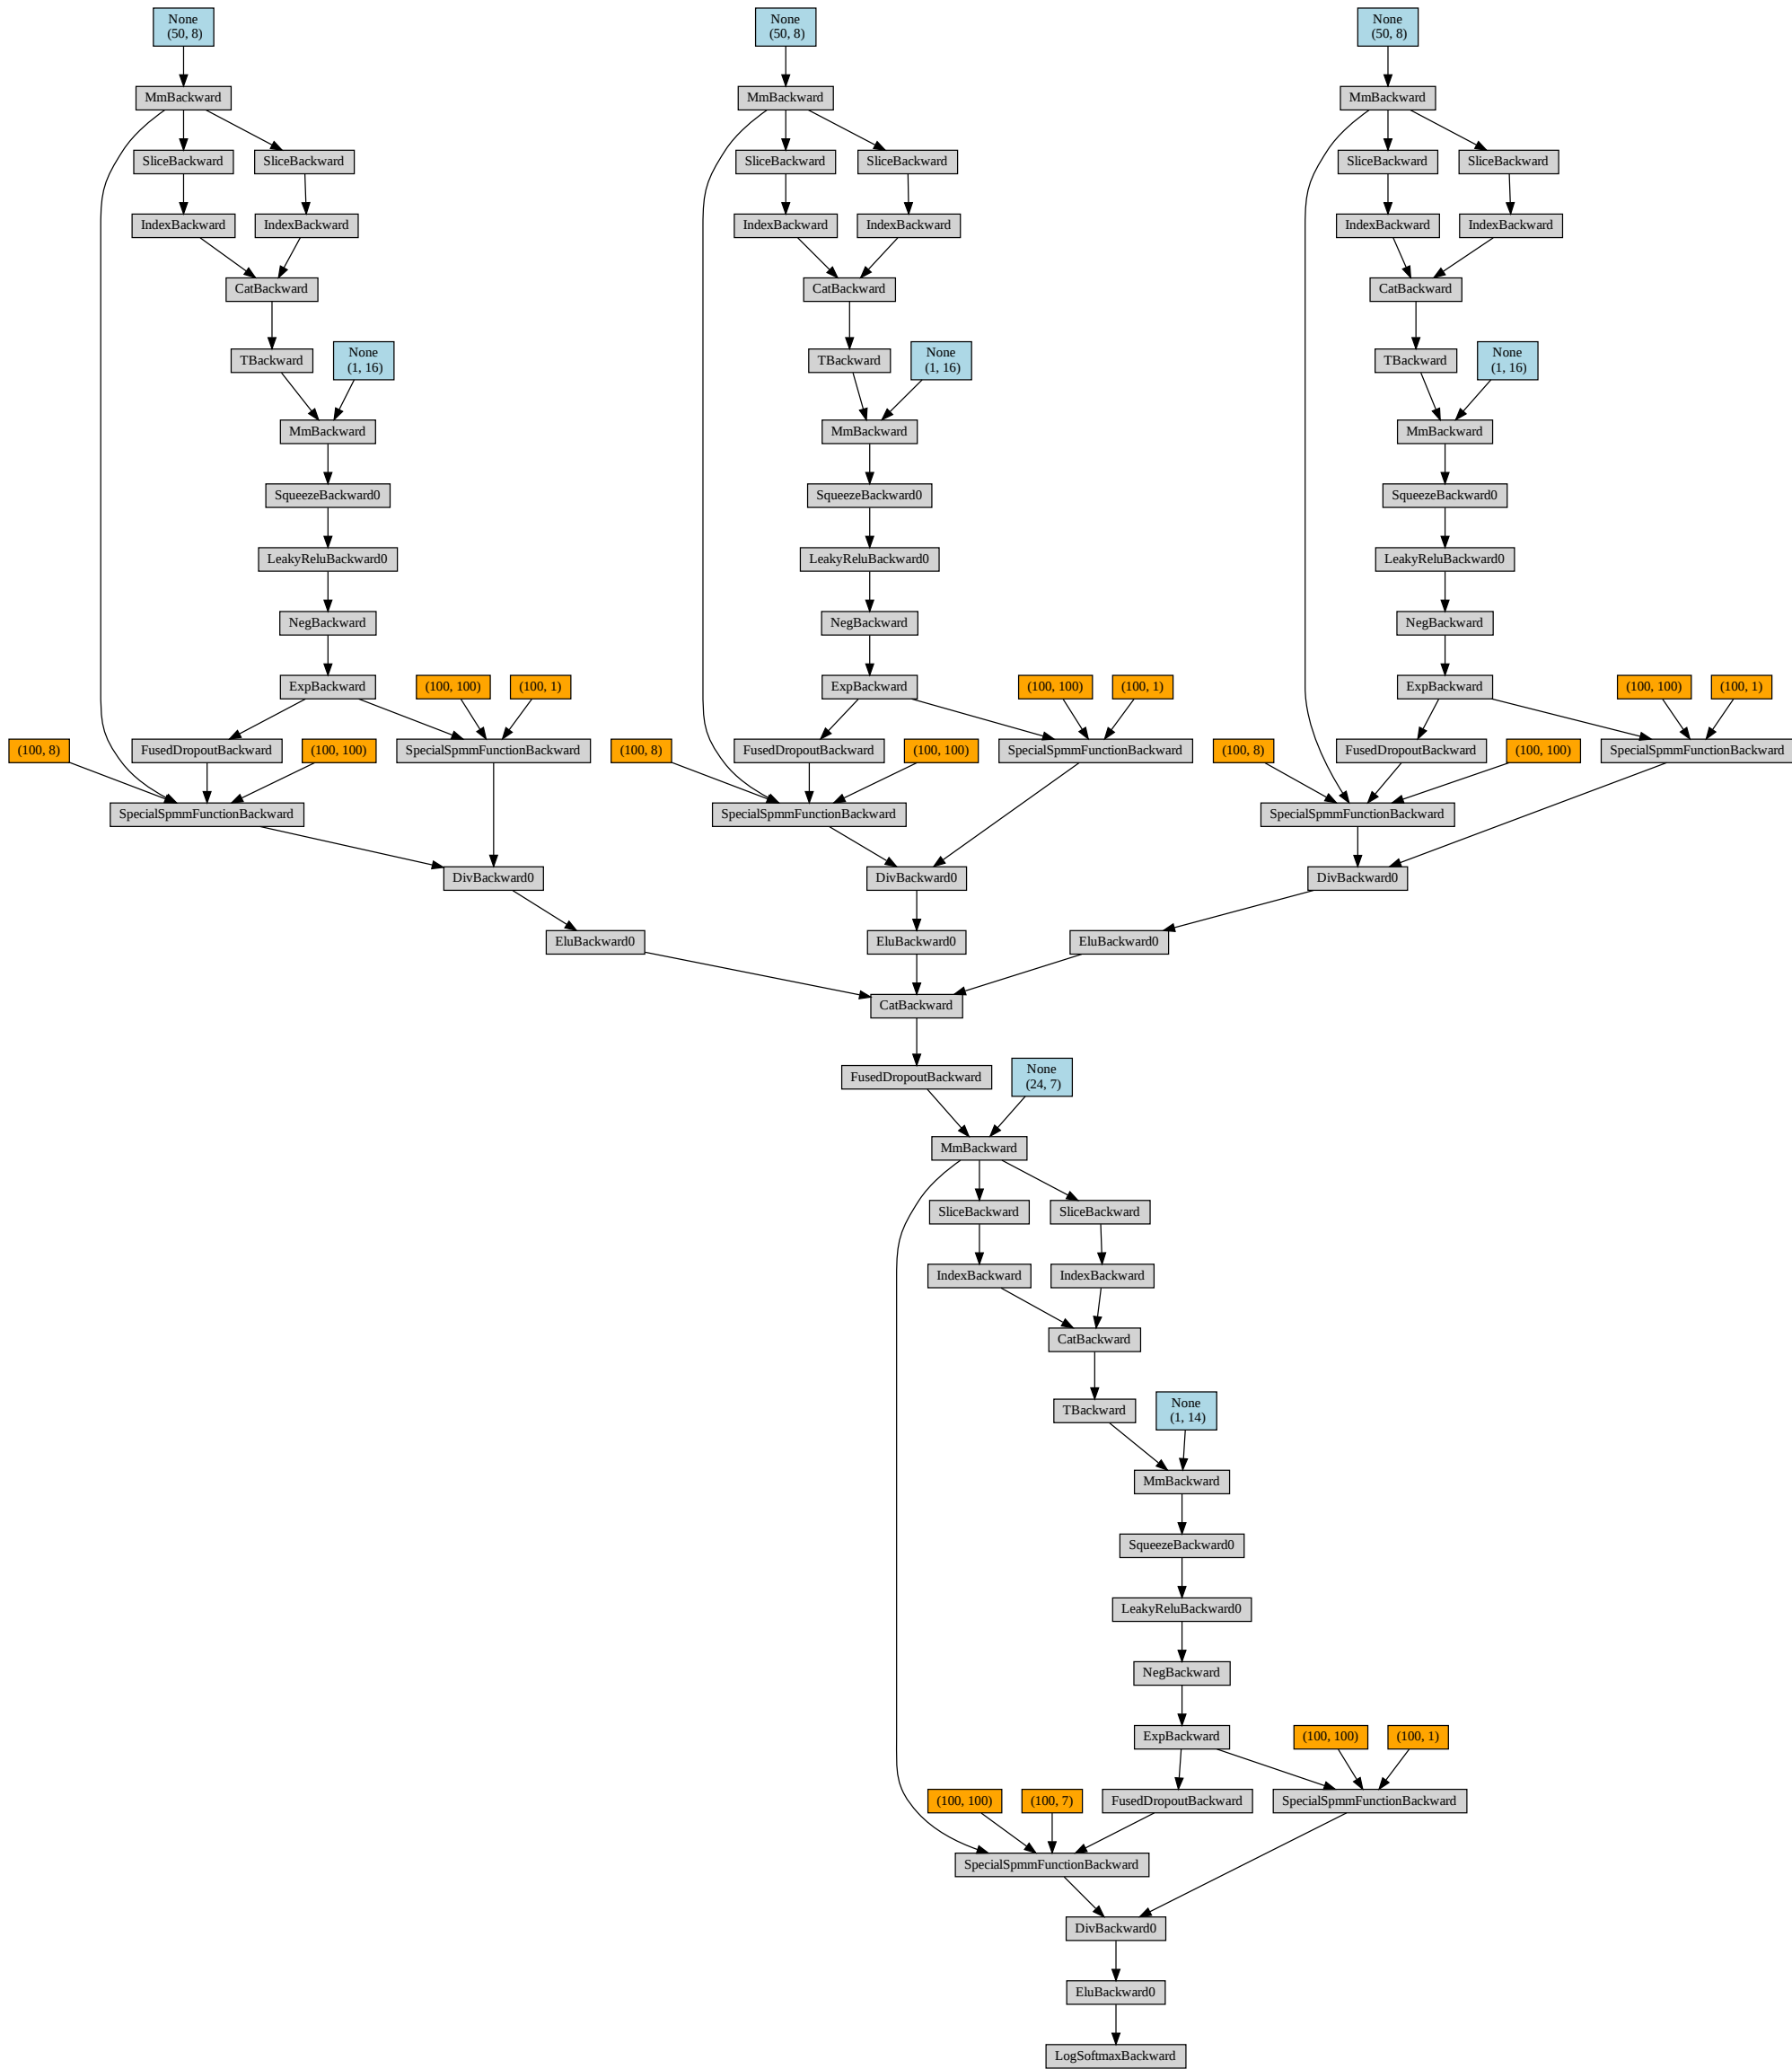 None
(50, 8)
None
(50, 8)
None
(50, 8)
MmBackward
MmBackward
MmBackward
SliceBackward
SliceBackward
SliceBackward
SliceBackward
SliceBackward
SliceBackward
IndexBackward
IndexBackward
IndexBackward
IndexBackward
IndexBackward
IndexBackward
CatBackward
CatBackward
CatBackward
TBackward
None
(1, 16)
TBackward
None
(1, 16)
TBackward
None
(1, 16)
MmBackward
MmBackward
MmBackward
SqueezeBackward0
SqueezeBackward0
SqueezeBackward0
LeakyReluBackward0
LeakyReluBackward0
LeakyReluBackward0
NegBackward
NegBackward
NegBackward
ExpBackward
(100, 100)
(100, 1)
ExpBackward
(100, 100)
(100, 1)
ExpBackward
(100, 100)
(100, 1)
(100, 8)
FusedDropoutBackward
(100, 100)
SpecialSpmmFunctionBackward
(100, 8)
FusedDropoutBackward
(100, 100)
SpecialSpmmFunctionBackward
(100, 8)
FusedDropoutBackward
(100, 100)
SpecialSpmmFunctionBackward
SpecialSpmmFunctionBackward
SpecialSpmmFunctionBackward
SpecialSpmmFunctionBackward
DivBackward0
DivBackward0
DivBackward0
EluBackward0
EluBackward0
EluBackward0
CatBackward
FusedDropoutBackward
None
(24, 7)
MmBackward
SliceBackward
SliceBackward
IndexBackward
IndexBackward
CatBackward
TBackward
None
(1, 14)
MmBackward
SqueezeBackward0
LeakyReluBackward0
NegBackward
ExpBackward
(100, 100)
(100, 1)
(100, 100)
(100, 7)
FusedDropoutBackward
SpecialSpmmFunctionBackward
SpecialSpmmFunctionBackward
DivBackward0
EluBackward0
LogSoftmaxBackward